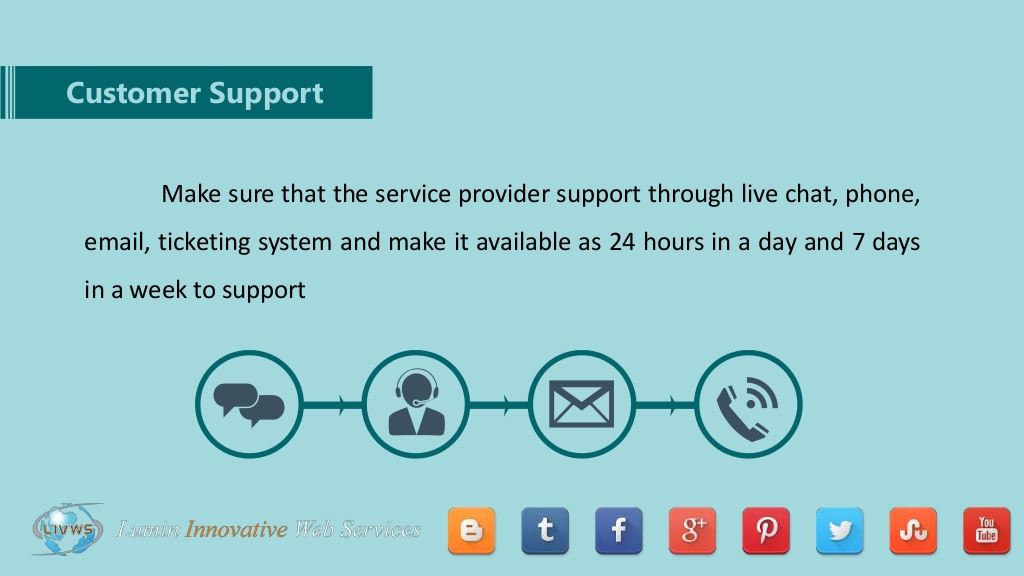 Customer Support
Make sure that the service provider support through live chat, phone,
email, ticketing system and make it available as 24 hours in a day and 7 days
in a week to support
LIVWS
Lumin Innovative Web Services
You
Tube